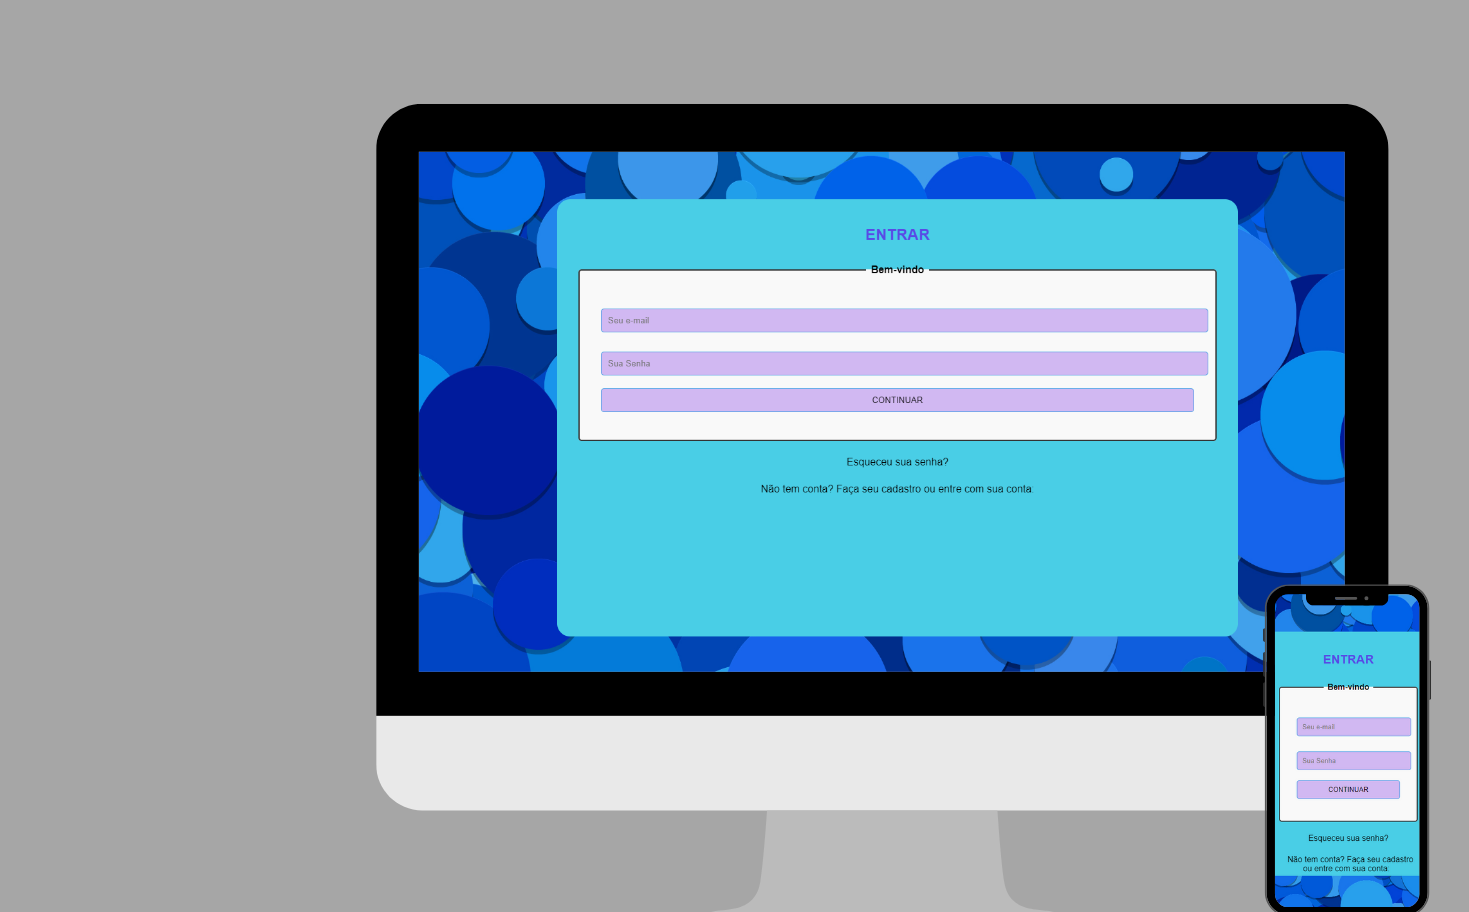 ENTRAR
Bem-vindo
Seu e-mail
Sua Senha
CONTINUAR
Esqueceu sua senha?
Não tem conta? Faça seu cadastro ou entre com sua conta:
ENTRAR
Bem-vindo
Seu e-mail
Sua Senha
CONTINUAR
Esqueceu sua senha?
Não tem conta? Faça seu cadastro
ou entre com sua conta: